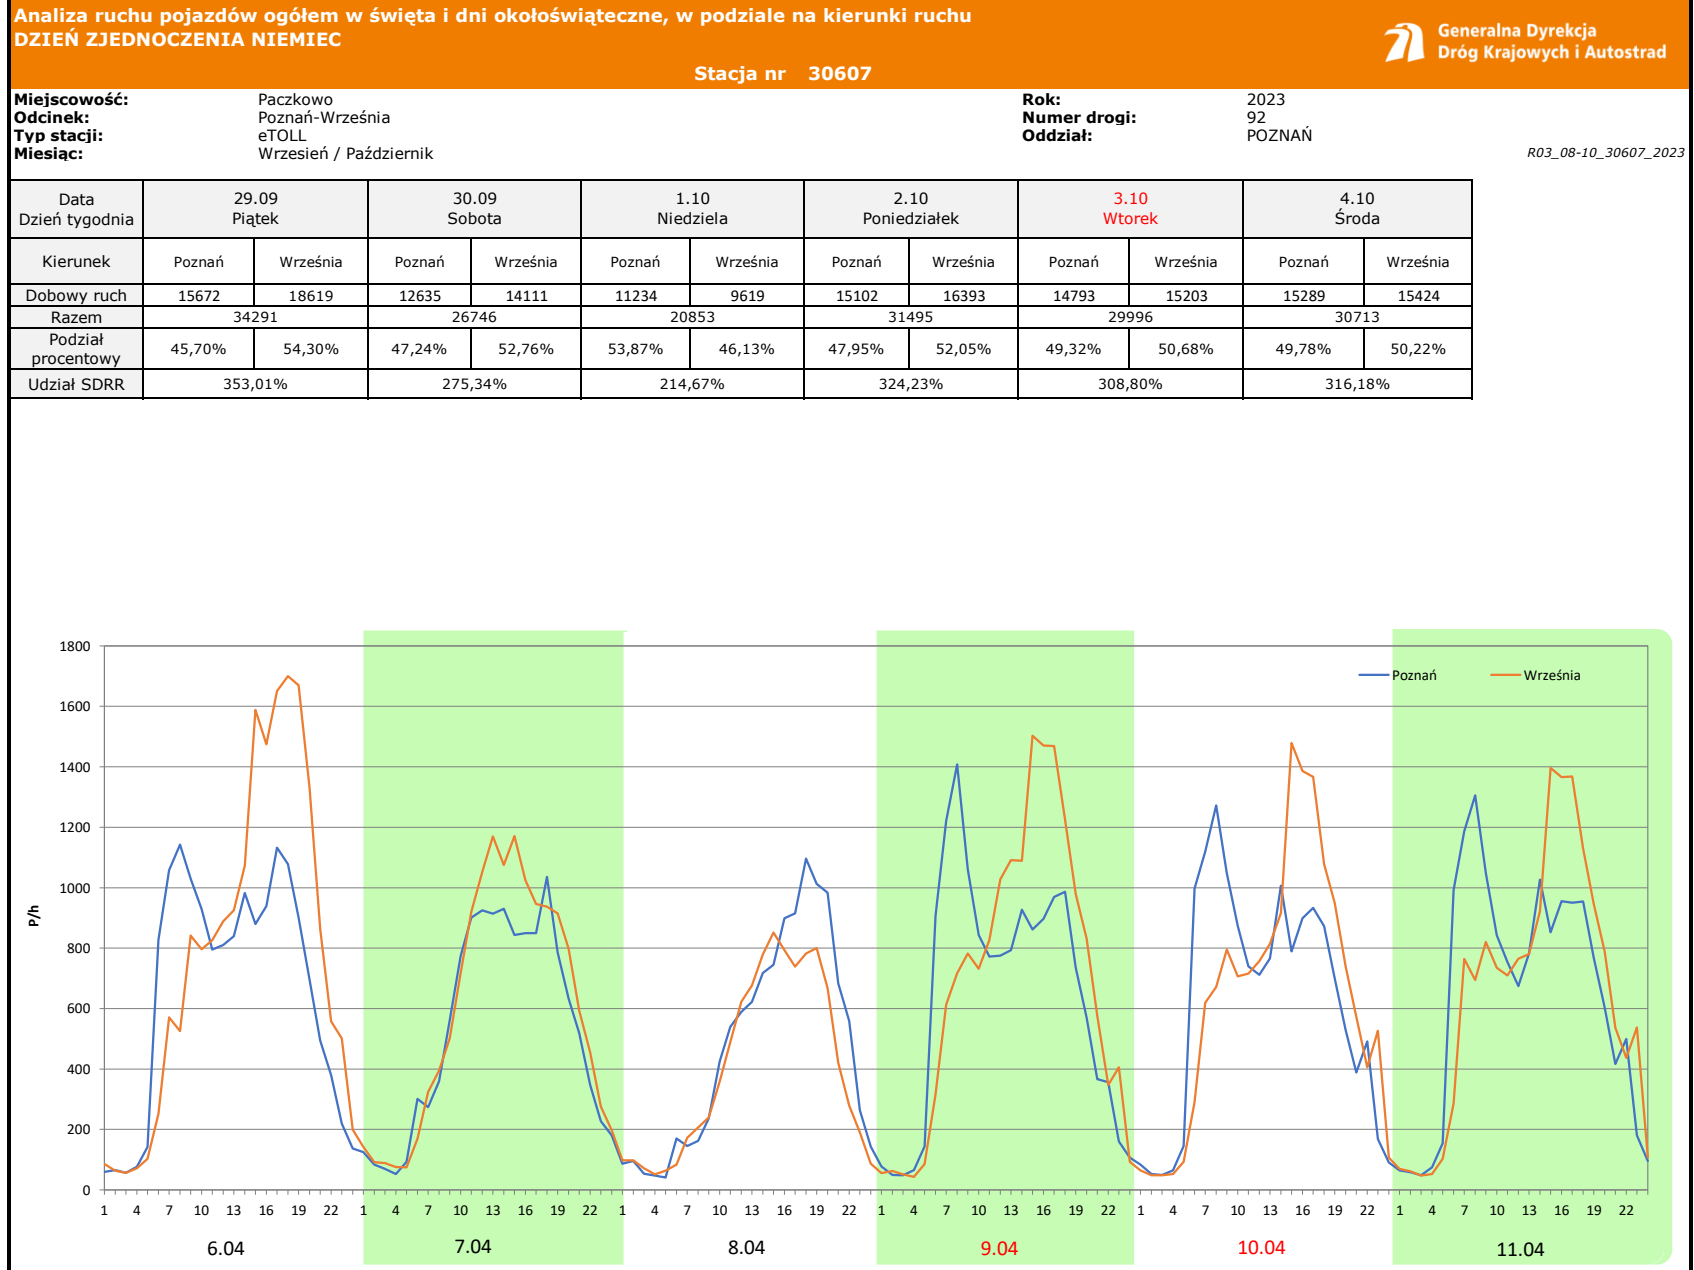 Analiza ruchu pojazdów ogółem w święta i dni okołoświąteczne, w podziale na kierunki ruchu
DZIEŃ ZJEDNOCZENIA NIEMIEC
Generalna Dyrekcja
Dróg Krajowych i Autostrad
Stacja nr 30607
Miejscowość: Paczkowo Rok: 2023
Odcinek: Poznań-Września Numer drogi: 92
Typ stacji: eTOLL Oddział: POZNAŃ
Miesiąc: Wrzesień / Październik R03_08-10_30607_2023
Data 29.09 30.09 1.10 2.10 3.10 4.10
Dzień tygodnia Piątek Sobota Niedziela Poniedziałek Wtorek Środa
Kierunek Poznań Września Poznań Września Poznań Września Poznań Września Poznań Września Poznań Września
Dobowy ruch 15672 18619 12635 14111 11234 9619 15102 16393 14793 15203 15289 15424
Razem 34291 26746 20853 31495 29996 30713
Podział
procentowy 45,70% 54,30% 47,24% 52,76% 53,87% 46,13% 47,95% 52,05% 49,32% 50,68% 49,78% 50,22%
Udział SDRR 353,01% 275,34% 214,67% 324,23% 308,80% 316,18%
1800
Poznań Września
1600
1400
1200
1000
P/h
800
600
400
200
0
1 4 7 10 13 16 19 22 1 4 7 10 13 16 19 22 1 4 7 10 13 16 19 22 1 4 7 10 13 16 19 22 1 4 7 10 13 16 19 22 1 4 7 10 13 16 19 22
6.04 7.04 8.04 9.04 10.04 11.04